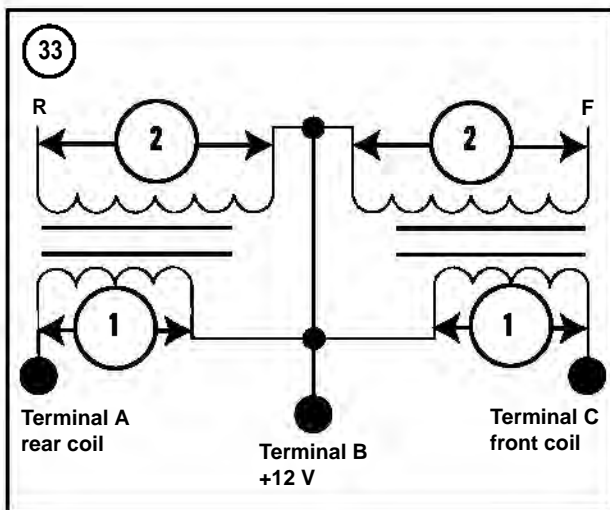 33
R
F
2
2
1
1
Terminal A
rear coil
Terminal B
+12 V
Terminal C
front coil